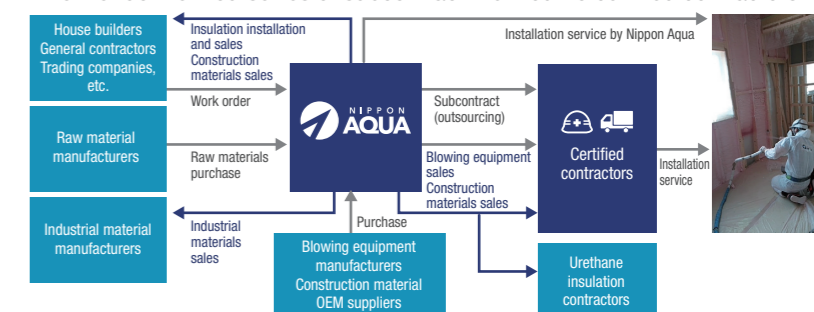 House builders
General contractors
Trading companies,
etc.
Insulation installation
and sales
Construction
materials sales
Installation service by Nippon Aqua
Work order
NIPPON
AQUA
Subcontract
(outsourcing)
Certified
contractors
Raw material
manufacturers
Raw materials
purchase
Blowing equipment
sales
Construction
materials sales
Installation
service
Industrial material
manufacturers
Industrial
materials
sales
Purchase
Blowing equipment
manufacturers
Construction material
OEM suppliers
Urethane
insulation
contractors